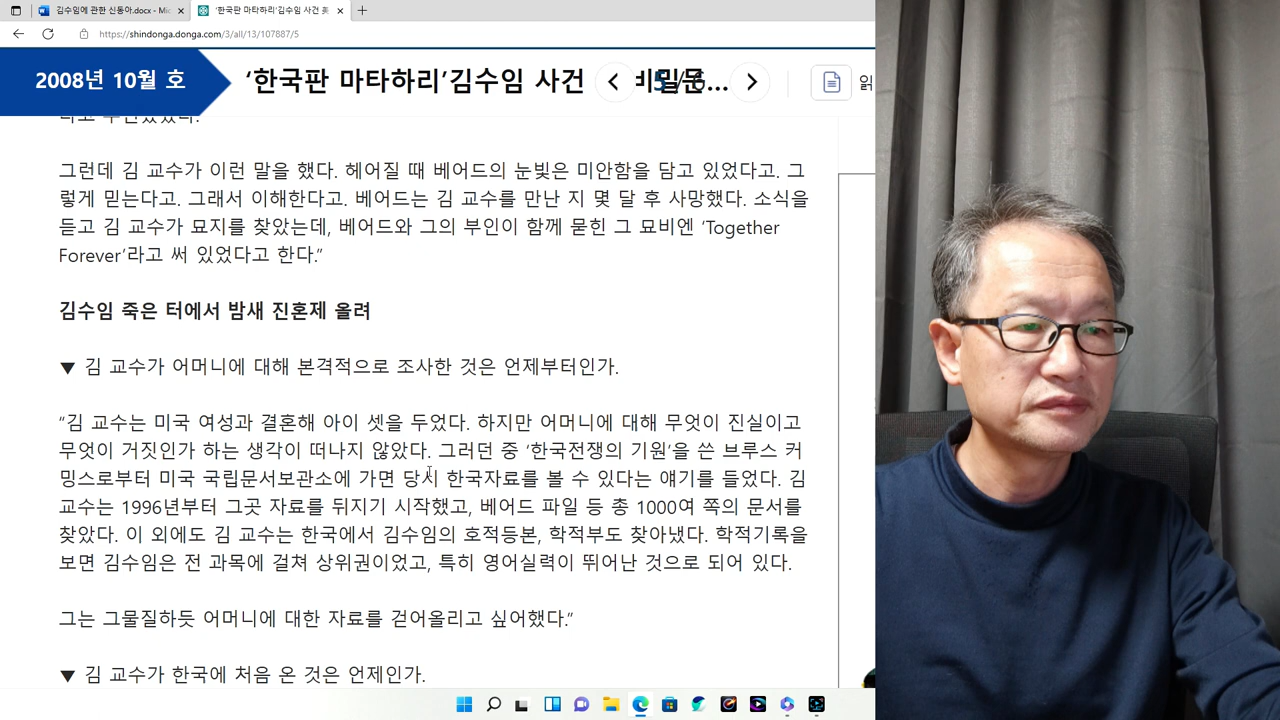 김수임에 관한 신동아.docx - Mic
'한국판 마타하리'김수임 사건 美
https://shindonga.donga.com/3/all/13/107887/5
2008년 10월 호
‘한국판 마타하리’김수임 사건 비밀문...
5 / 6
읽
그런데 김 교수가 이런 말을 했다. 헤어질 때 베어드의 눈빛은 미안함을 담고 있었다고. 그
렇게 믿는다고. 그래서 이해한다고. 베어드는 김 교수를 만난 지 몇 달 후 사망했다. 소식을
듣고 김 교수가 묘지를 찾았는데, 베어드와 그의 부인이 함께 묻힌 그 묘비엔 ‘Together
Forever’라고 써 있었다고 한다.”
김수임 죽은 터에서 밤새 진혼제 올려
▼ 김 교수가 어머니에 대해 본격적으로 조사한 것은 언제부터인가.
“김 교수는 미국 여성과 결혼해 아이 셋을 두었다. 하지만 어머니에 대해 무엇이 진실이고
무엇이 거짓인가 하는 생각이 떠나지 않았다. 그러던 중 ‘한국전쟁의 기원’을 쓴 브루스 커
밍스로부터 미국 국립문서보관소에 가면 당시 한국자료를 볼 수 있다는 얘기를 들었다. 김
교수는 1996년부터 그곳 자료를 뒤지기 시작했고, 베어드 파일 등 총 1000여 쪽의 문서를
찾았다. 이 외에도 김 교수는 한국에서 김수임의 호적등본, 학적부도 찾아냈다. 학적기록을
보면 김수임은 전 과목에 걸쳐 상위권이었고, 특히 영어실력이 뛰어난 것으로 되어 있다.
그는 그물질하듯 어머니에 대한 자료를 걷어올리고 싶어했다.”
▼ 김 교수가 한국에 처음 온 것은 언제인가.